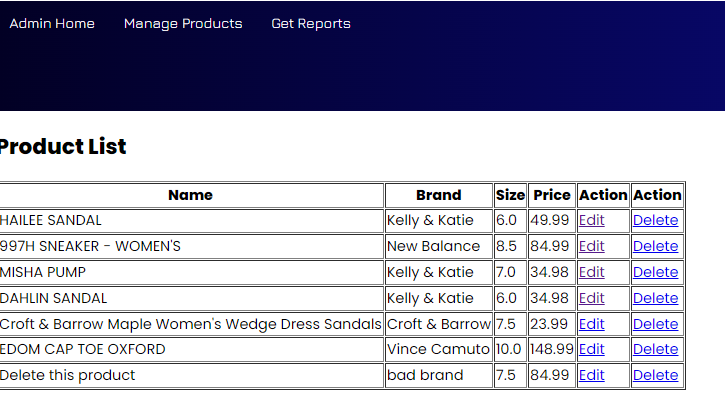 Admin Home Manage Products Get Reports
Product List
Name Brand Size Price Action Action
HAILEE SANDAL Kelly & Katie 6.0 49.99 Edit Delete
997H SNEAKER - WOMEN'S New Balance 8.5 84.99 Edit Delete
MISHA PUMP Kelly & Katie 7.0 34.98 Edit Delete
DAHLIN SANDAL Kelly & Katie 6.0 34.98 Edit Delete
Croft & Barrow Maple Women's Wedge Dress Sandals Croft & Barrow 7.5 23.99 Edit Delete
EDOM CAP TOE OXFORD Vince Camuto 10.0 148.99 Edit Delete
Delete this product bad brand 7.5 84.99 Edit Delete